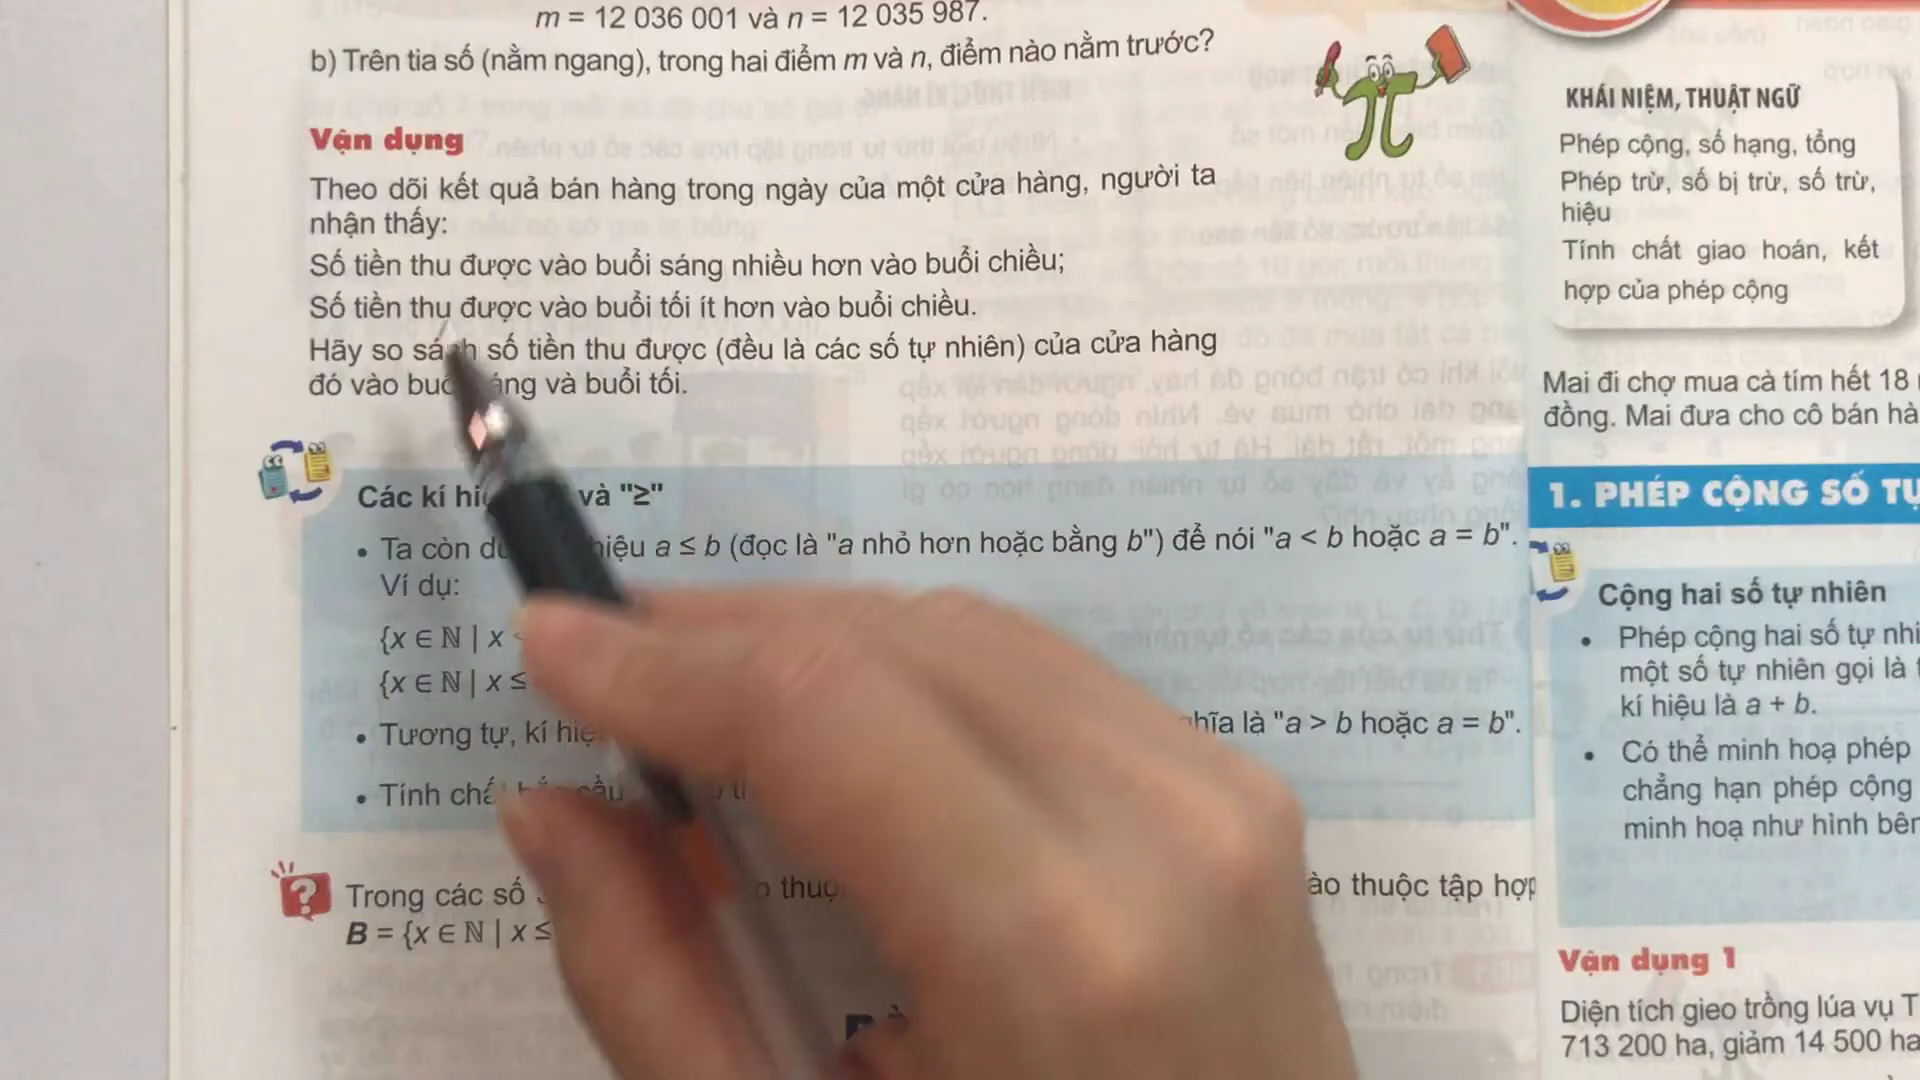 m = 12 036 001 và n = 12 035 987.
b) Trên tia số (nằm ngang), trong hai điểm m và n, điểm nào nằm trước?
Vận dụng
Theo dõi kết quả bán hàng trong ngày của một cửa hàng, người ta
nhận thấy:
Số tiền thu được vào buổi sáng nhiều hơn vào buổi chiều;
Số tiền thu được vào buổi tối ít hơn vào buổi chiều.
Hãy so sánh số tiền thu được (đều là các số tự nhiên) của cửa hàng
đó vào áng và buổi tối.
Các kí và "≥"
• Ta còn hiệu a ≤ b (đọc là "a nhỏ hơn hoặc bằng b") để nói "a < b hoặc a = b".
Ví dụ:
{x ∈ ℕ | x
{x ∈ ℕ | x ≤
• Tương tự, kí hĩa là "a > b hoặc a = b".
• Tính cầu
?
Trong các số ào thuộc tập hợp
B = {x ∈ ℕ | x ≤
KHÁI NIỆM, THUẬT NGỮ
Phép cộng, số hạng, tổng
Phép trừ, số bị trừ, số trừ,
hiệu
Tính chất giao hoán, kết
hợp của phép cộng
Mai đi chợ mua cà tím hết 18
đồng. Mai đưa cho cô bán hà
1. PHÉP CỘNG SỐ TỰ
Cộng hai số tự nhiên
• Phép cộng hai số tự nhi
một số tự nhiên gọi là t
kí hiệu là a + b.
• Có thể minh hoạ phép
chẳng hạn phép cộng
minh hoạ như hình bên
Vận dụng 1
Diện tích gieo trồng lúa vụ T
713 200 ha, giảm 14 500 ha